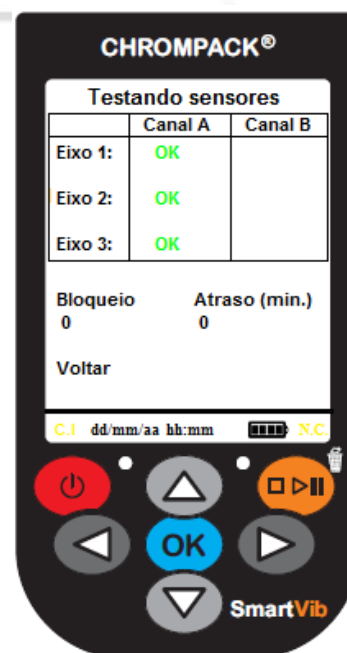 CHROMPACK®
Testando sensores
Canal A Canal B
Eixo 1: OK
Eixo 2: OK
Eixo 3: OK
Bloqueio Atraso (min.)
0 0
Voltar
C.I. dd/mm/aa hh:mm N.C.
OK
SmartVib